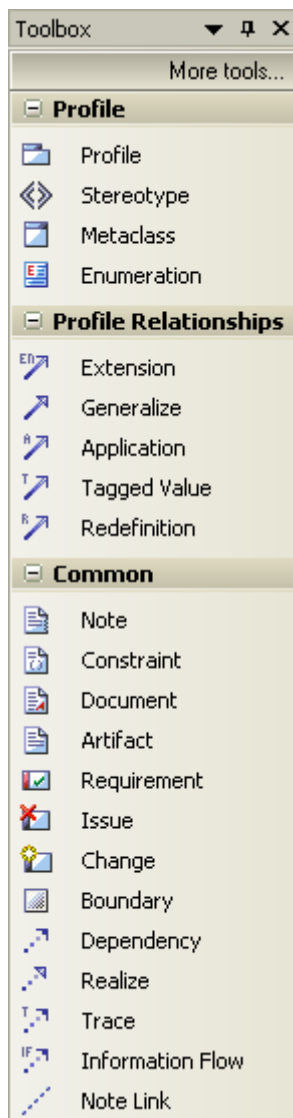 Toolbox
More tools...
Profile
Profile
Stereotype
Metaclass
Enumeration
Profile Relationships
Extension
Generalize
Application
Tagged Value
Redefinition
Common
Note
Constraint
Document
Artifact
Requirement
Issue
Change
Boundary
Dependency
Realize
Trace
Information Flow
Note Link